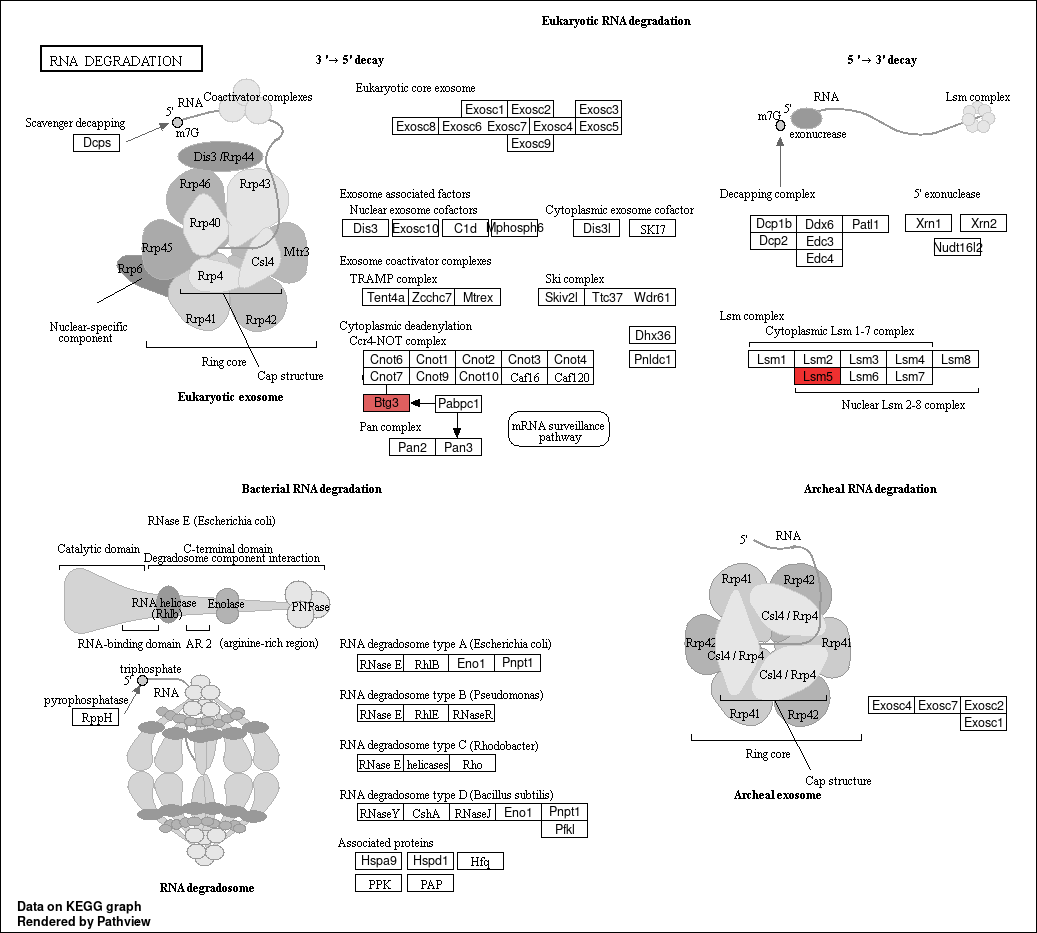 Eukaryotic RNA degradation
RNA DEGRADATION
3 '→ 5' decay
5 '→ 3' decay
Eukaryotic core exosome
Coactivator complexes
RNA
5'
m7G
Scavenger decapping
Dcps
Exosc1 Exosc2 Exosc3
Exosc8 Exosc6 Exosc7 Exosc4 Exosc5
Exosc9
RNA
5'
m7G
exonucrease
Lsm complex
Dis3 /Rrp44
Rrp46 Rrp43
Rrp40
Rrp45
Csl4
Mtr3
Rrp6
Rrp4
Rrp41 Rrp42
Nuclear-specific
component
Ring core
Cap structure
Eukaryotic exosome
Exosome associated factors
Nuclear exosome cofactors
Cytoplasmic exosome cofactor
Dis3 Exosc10 C1d Mphosph6 Dis3l SKI7
Exosome coactivator complexes
TRAMP complex
Ski complex
Tent4a Zcchc7 Mtrex
Skiv2l Ttc37 Wdr61
Cytoplasmic deadenylation
Ccr4-NOT complex
Dhx36
Cnot6 Cnot1 Cnot2 Cnot3 Cnot4
Pnldc1
Cnot7 Cnot9 Cnot10 Caf16 Caf120
Btg3
Pabpc1
Pan complex
Pan2 Pan3
mRNA surveillance
pathway
Decapping complex
5' exonuclease
Dcp1b Ddx6 Patl1
Dcp2 Edc3
Edc4
Xrn1 Xrn2
Nudt16l2
Lsm complex
Cytoplasmic Lsm 1-7 complex
Lsm1 Lsm2 Lsm3 Lsm4 Lsm8
Lsm5 Lsm6 Lsm7
Nuclear Lsm 2-8 complex
Bacterial RNA degradation
Archeal RNA degradation
RNase E (Escherichia coli)
Catalytic domain
C-terminal domain
Degradosome component interaction
RNA helicase
(Rhlb)
Enolase
PNPase
RNA-binding domain
AR 2
(arginine-rich region)
triphosphate
5'
RNA
pyrophosphatase
RppH
RNA degradosome
RNA degradosome type A (Escherichia coli)
RNase E RhlB Eno1 Pnpt1
RNA degradosome type B (Pseudomonas)
RNase E RhlE RNaseR
RNA degradosome type C (Rhodobacter)
RNase E helicases Rho
RNA degradosome type D (Bacillus subtilis)
RNaseY CshA RNaseJ Eno1 Pnpt1
Pfkl
Associated proteins
Hspa9 Hspd1 Hfq
PPK PAP
5'
RNA
Rrp41 Rrp42
Csl4 / Rrp4
Rrp42
Rrp41
Csl4 / Rrp4
Csl4 / Rrp4
Rrp41 Rrp42
Ring core
Cap structure
Archeal exosome
Exosc4 Exosc7 Exosc2
Exosc1
Data on KEGG graph
Rendered by Pathview